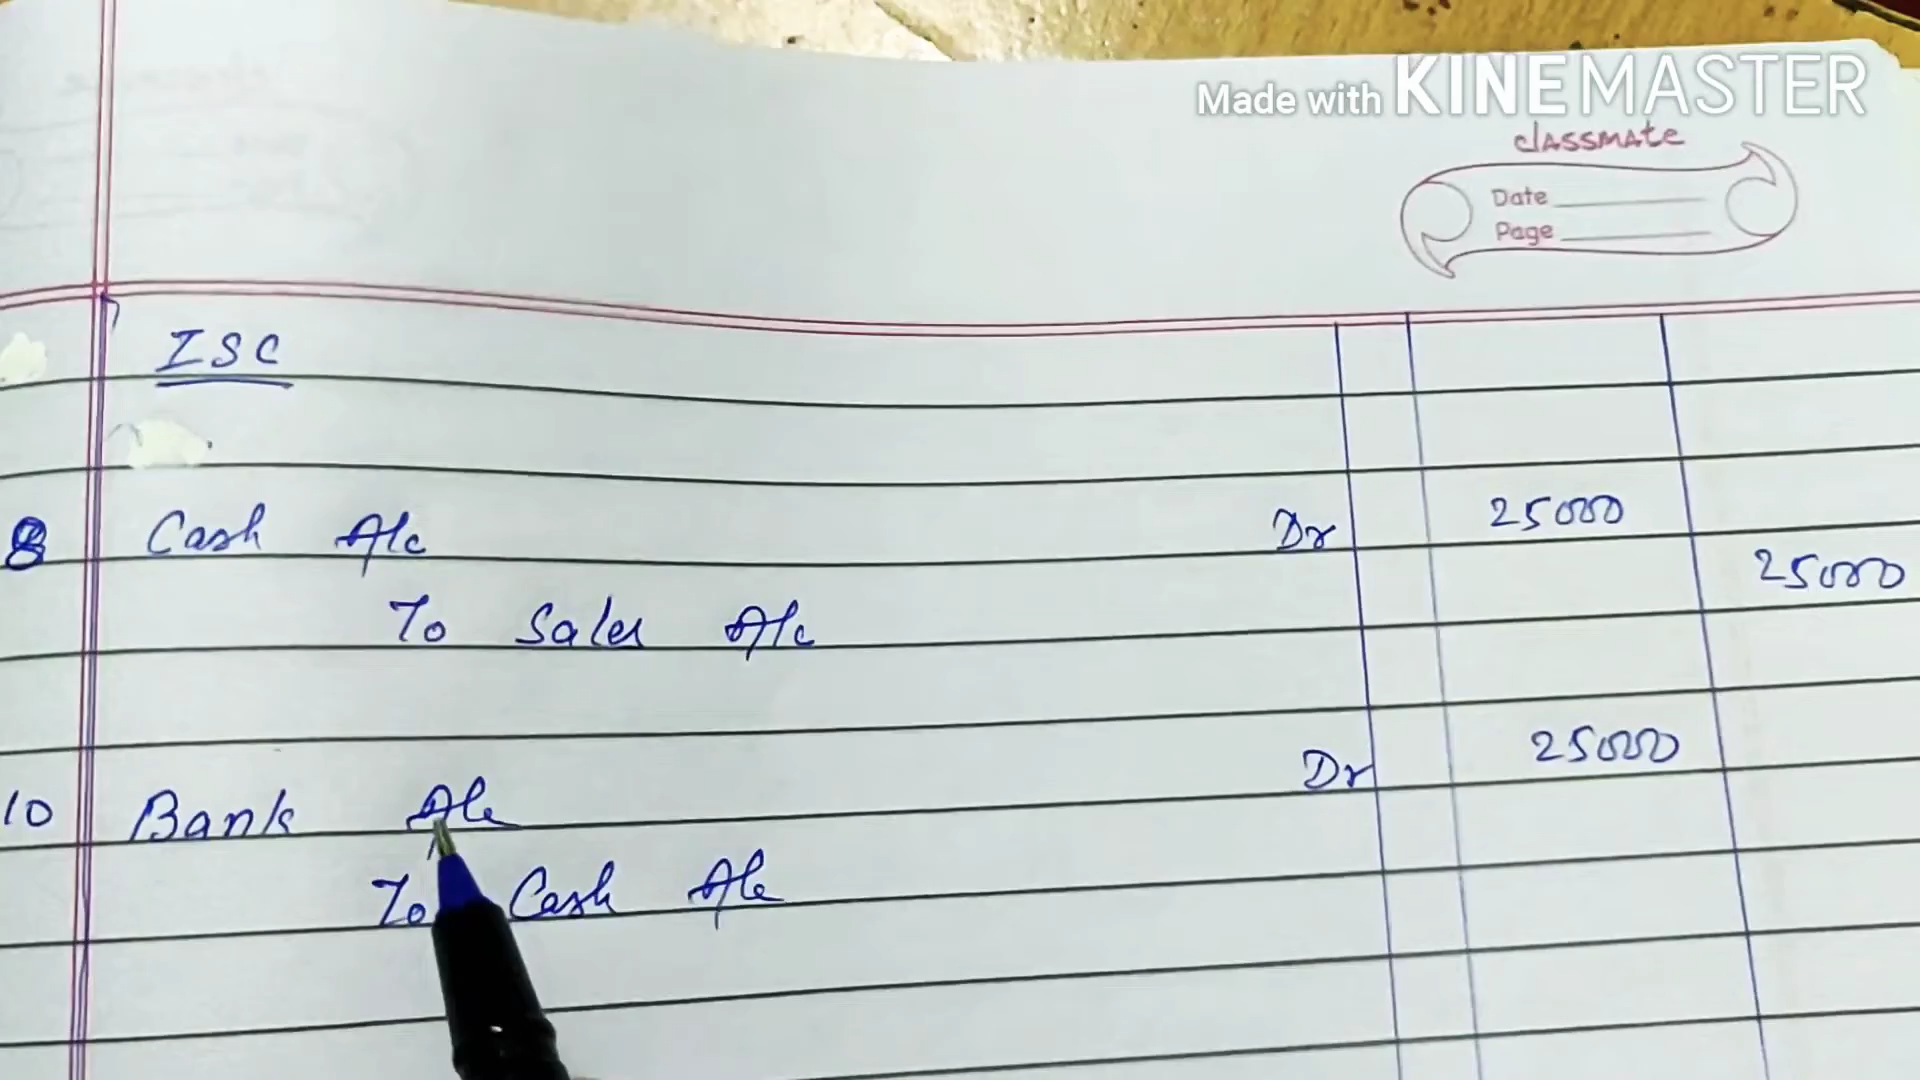 Made with KINEMASTER
classmate
Date
Page
ISC
8 Cash A/c Dr 25000
To Sales A/c 25000
10 Bank A/c Dr 25000
To Cash A/c